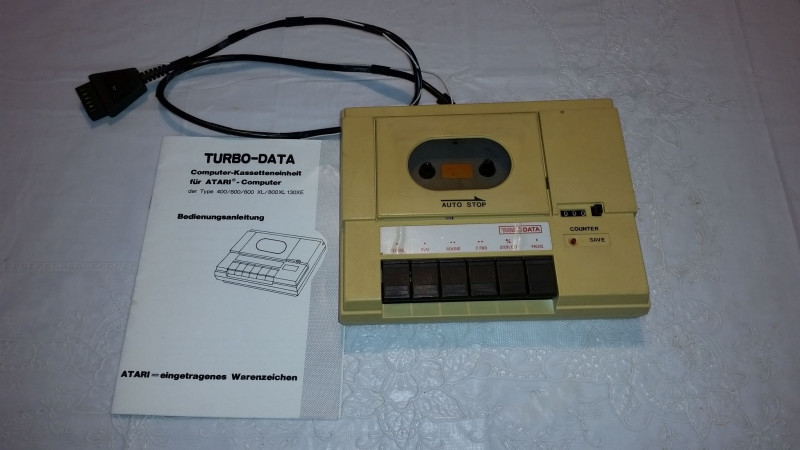 TURBO-DATA
Computer-Kassetteneinheit
für ATARI®-Computer
der Type 400/800/600 XL/800XL 130XE
Bedienungsanleitung
ATARI=eingetragenes Warenzeichen
AUTO STOP
TURBO DATA
000
COUNTER
SAVE